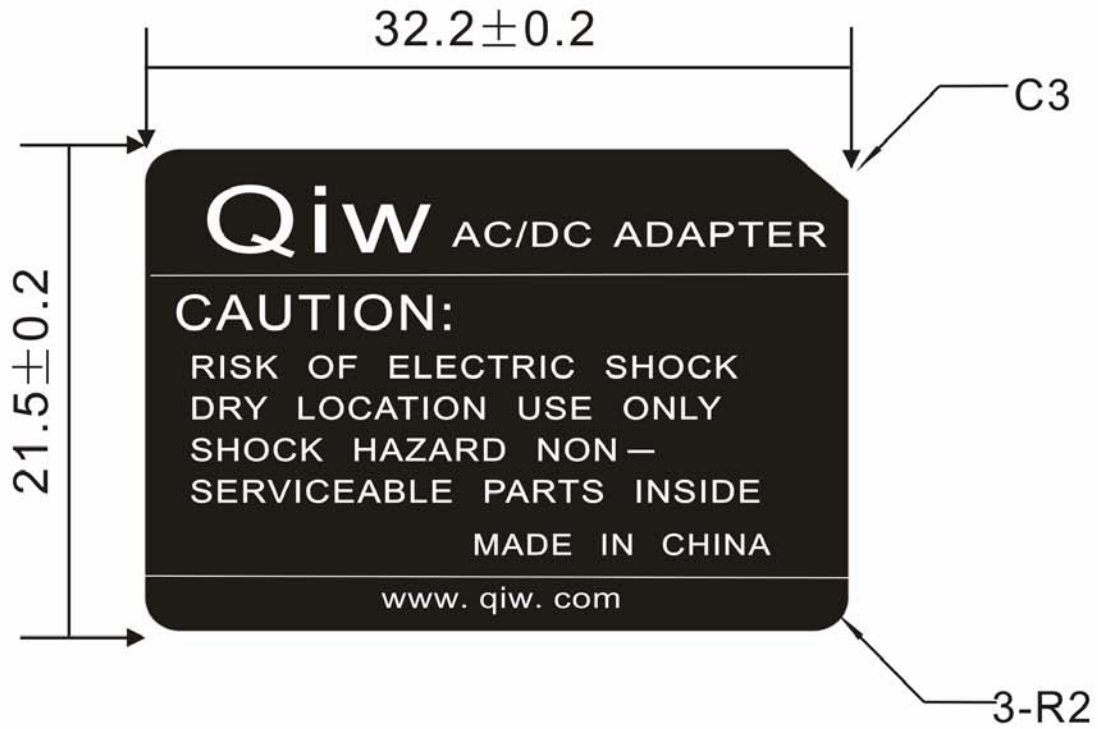 32.2±0.2
C3
21.5±0.2
Qiw AC/DC ADAPTER
CAUTION:
RISK OF ELECTRIC SHOCK
DRY LOCATION USE ONLY
SHOCK HAZARD NON—
SERVICEABLE PARTS INSIDE
MADE IN CHINA
www. qiw. com
3-R2